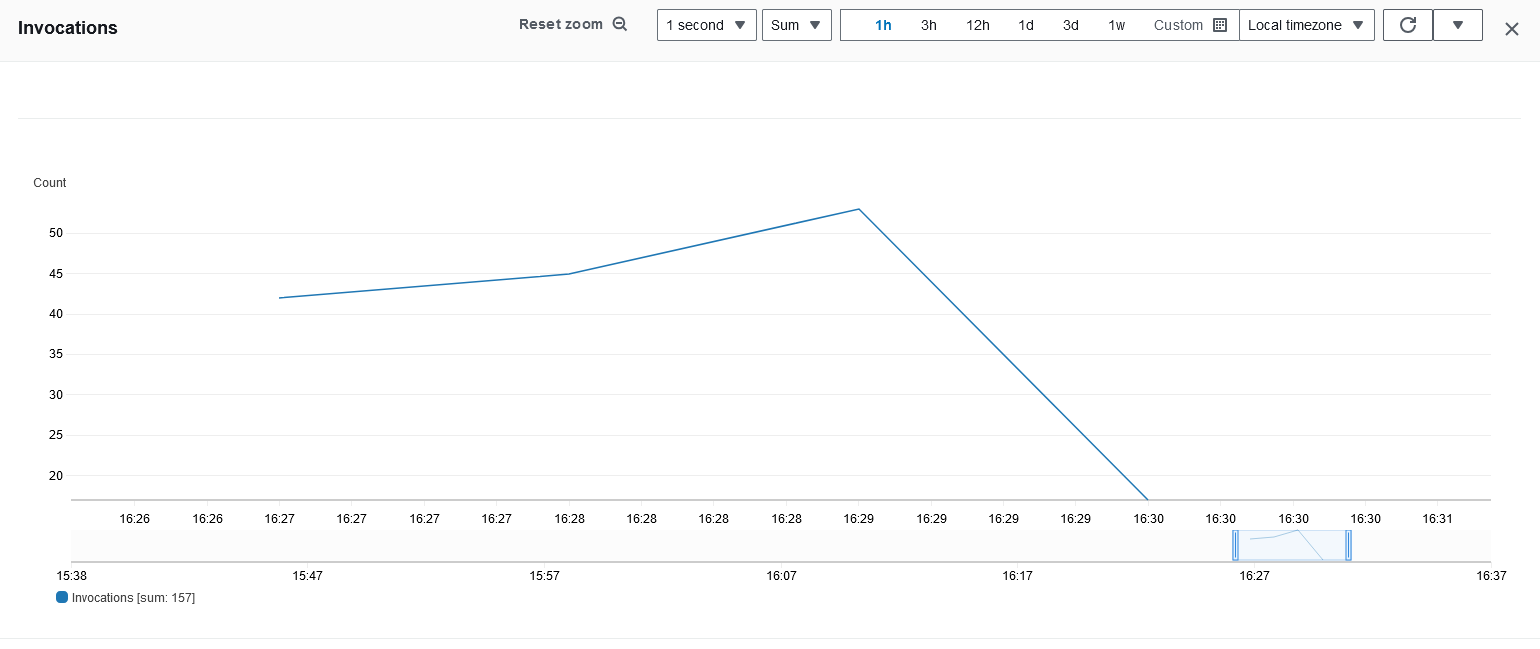 Invocations
Reset zoom 1 second Sum 1h 3h 12h 1d 3d 1w Custom Local timezone
Count
50
45
40
35
30
25
20
16:26 16:26 16:27 16:27 16:27 16:27 16:28 16:28 16:28 16:28 16:29 16:29 16:29 16:29 16:30 16:30 16:30 16:30 16:31
15:38 15:47 15:57 16:07 16:17 16:27 16:37
Invocations [sum: 157]